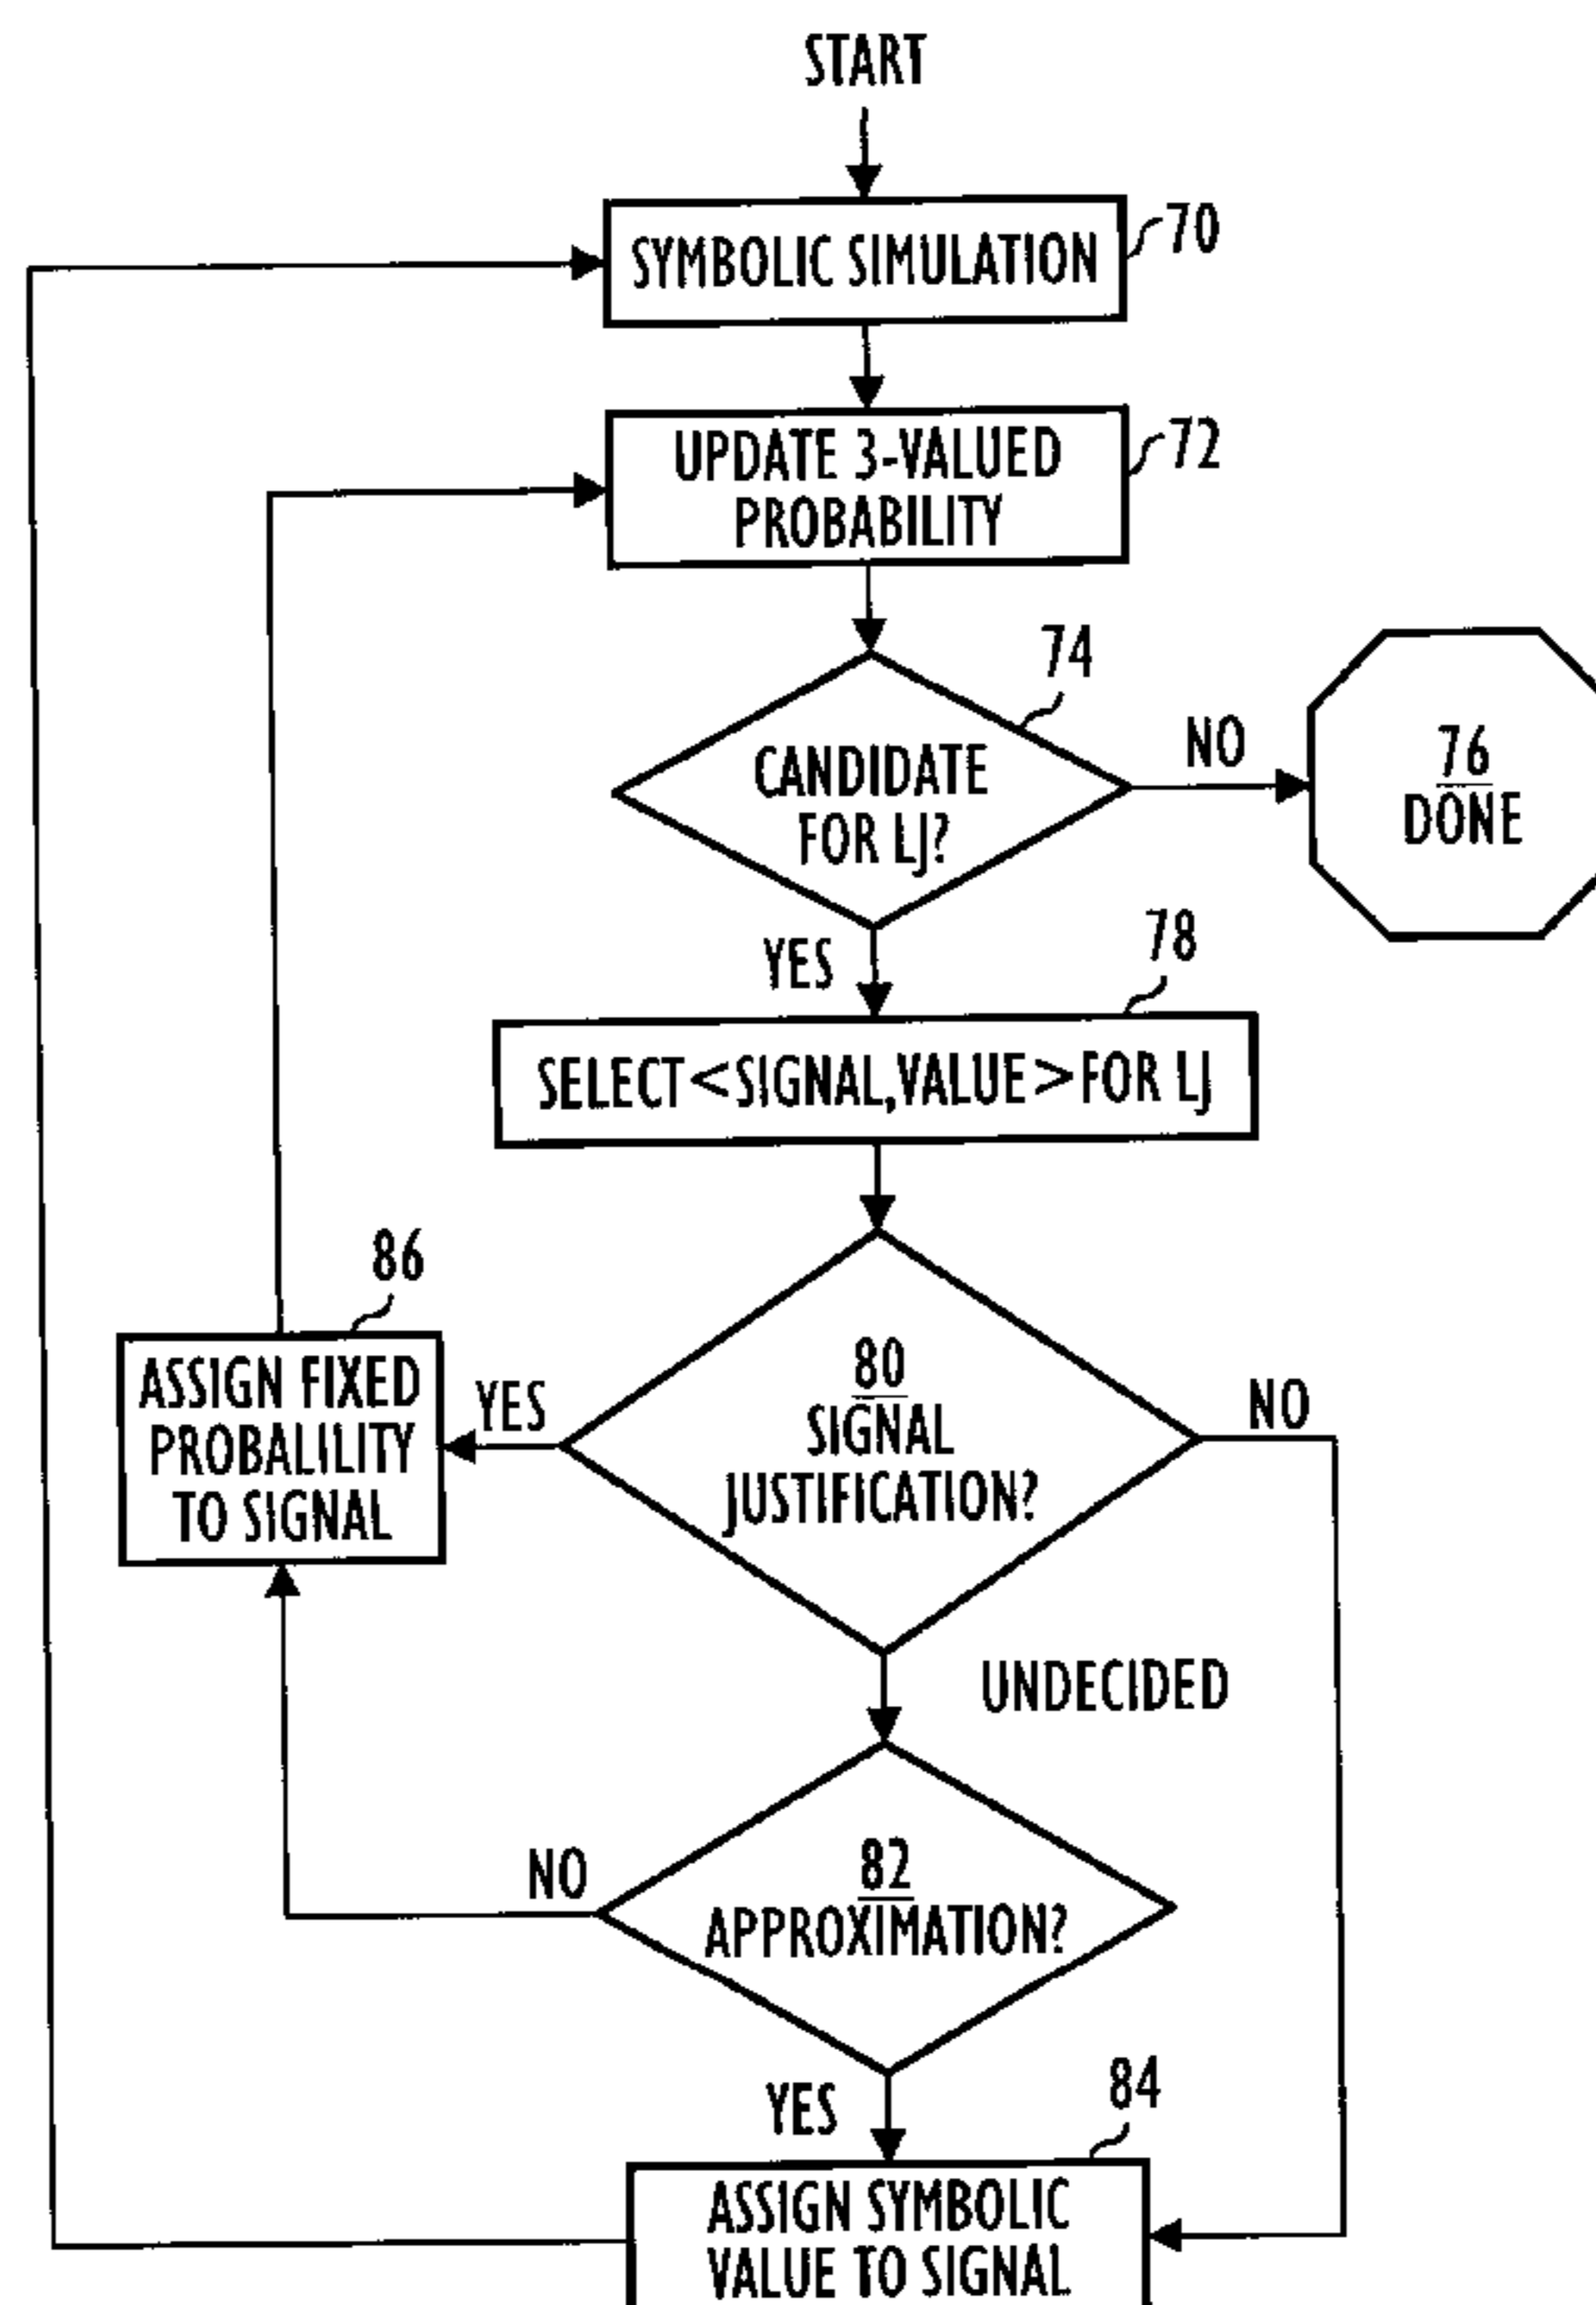 START
SYMBOLIC SIMULATION
70
UPDATE 3-VALUED
PROBABILITY
72
74
CANDIDATE
FOR LJ?
NO
76
DONE
YES
78
SELECT<SIGNAL,VALUE>FOR LJ
86
ASSIGN FIXED
PROBALILITY
TO SIGNAL
YES
80
SIGNAL
JUSTIFICATION?
NO
UNDECIDED
NO
82
APPROXIMATION?
YES
84
ASSIGN SYMBOLIC
VALUE TO SIGNAL